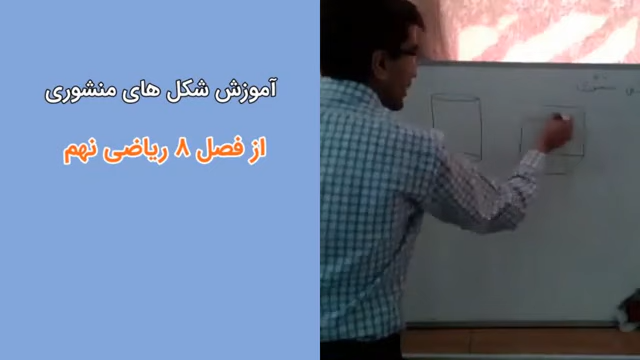 آموزش شکل های منشوری
از فصل ۸ ریاضی نهم